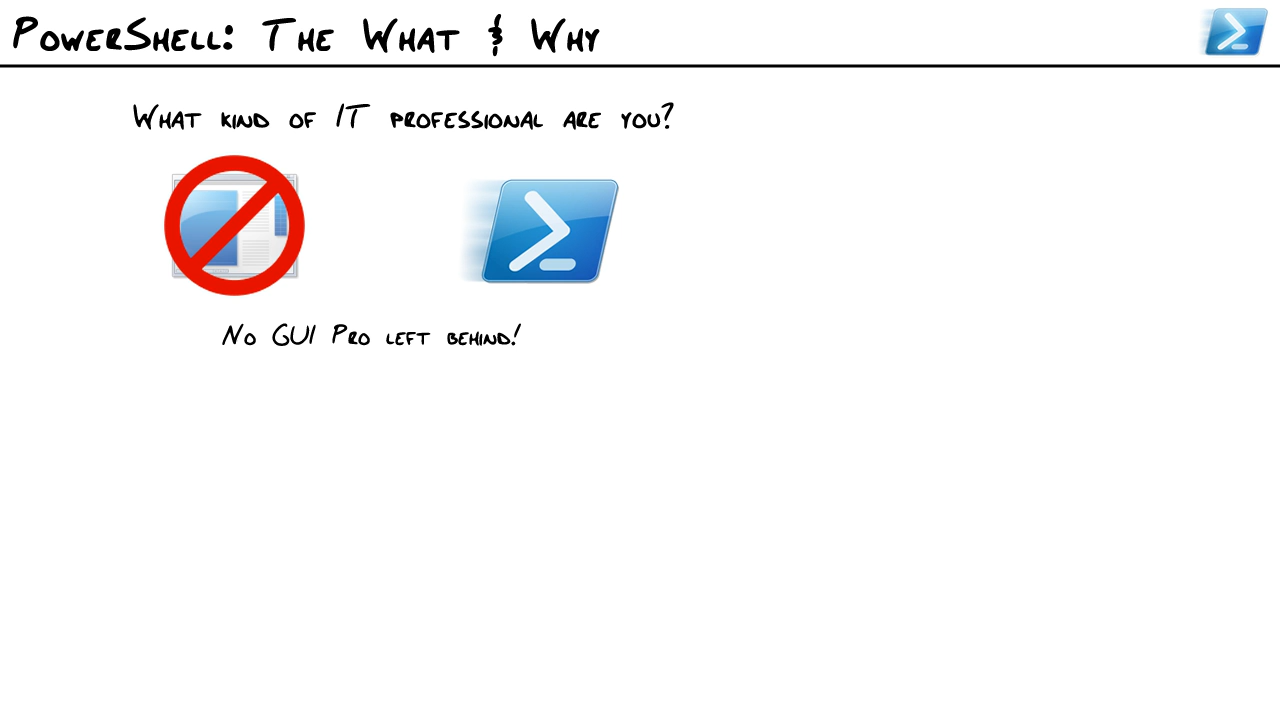 PowerShell: The What & Why
What kind of IT professional are you?
No GUI Pro left behind!